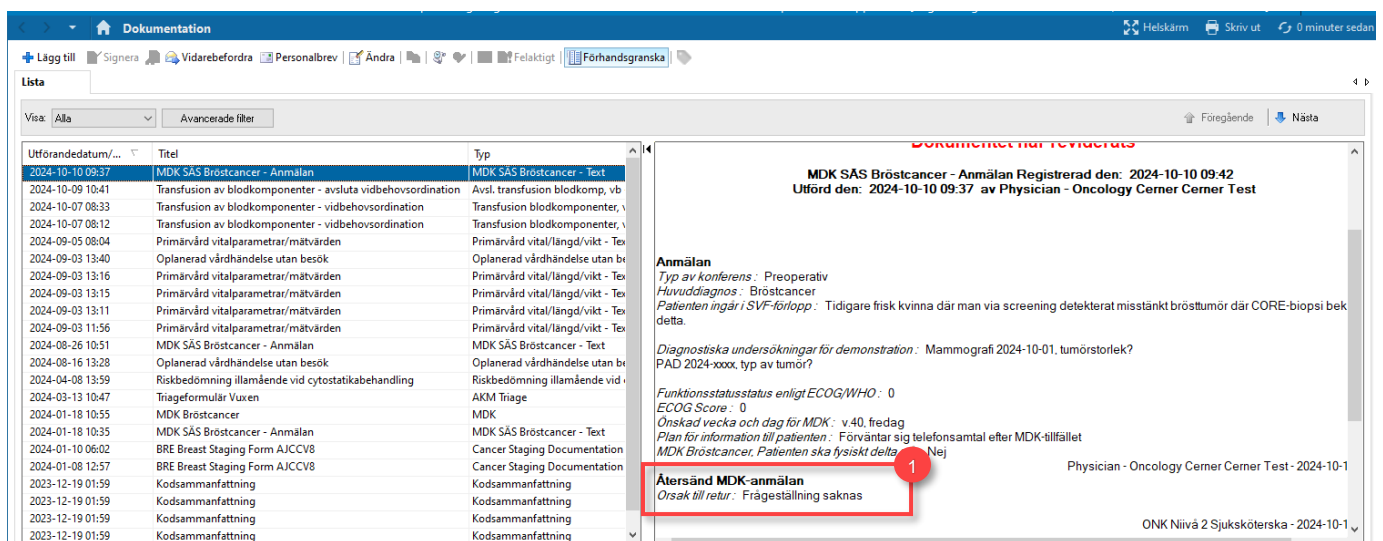 Dokumentation
Helskärm Skriv ut 0 minuter sedan
Lägg till Signera Vidarebefordra Personalbrev Ändra Felaktigt Förhandsgranska
Lista
Visa: Alla Avancerade filter Föregående Nästa
Utförandedatum/... Titel Typ
2024-10-10 09:37 MDK SÄS Bröstcancer - Anmälan MDK SÄS Bröstcancer - Text
2024-10-09 10:41 Transfusion av blodkomponenter - avsluta vidbehovsordination Avsl. transfusion blodkomp, vb
2024-10-07 08:33 Transfusion av blodkomponenter - vidbehovsordination Transfusion blodkomponenter,
2024-10-07 08:12 Transfusion av blodkomponenter - vidbehovsordination Transfusion blodkomponenter,
2024-09-05 08:04 Primärvård vitalparametrar/mätvärden Primärvård vital/längd/vikt - Tex
2024-09-03 13:40 Oplanerad vårdhändelse utan besök Oplanerad vårdhändelse utan be
2024-09-03 13:16 Primärvård vitalparametrar/mätvärden Primärvård vital/längd/vikt - Tex
2024-09-03 13:15 Primärvård vitalparametrar/mätvärden Primärvård vital/längd/vikt - Tex
2024-09-03 13:11 Primärvård vitalparametrar/mätvärden Primärvård vital/längd/vikt - Tex
2024-09-03 11:56 Primärvård vitalparametrar/mätvärden Primärvård vital/längd/vikt - Tex
2024-08-26 10:51 MDK SÄS Bröstcancer - Anmälan MDK SÄS Bröstcancer - Text
2024-08-16 13:28 Oplanerad vårdhändelse utan besök Oplanerad vårdhändelse utan be
2024-04-08 13:59 Riskbedömning illamående vid cytostatikabehandling Riskbedömning illamående vid
2024-03-13 10:47 Triageformulär Vuxen AKM Triage
2024-01-18 10:55 MDK Bröstcancer MDK
2024-01-18 10:35 MDK SÄS Bröstcancer - Anmälan MDK SÄS Bröstcancer - Text
2024-01-10 06:02 BRE Breast Staging Form AJCCV8 Cancer Staging Documentation
2024-01-08 12:57 BRE Breast Staging Form AJCCV8 Cancer Staging Documentation
2023-12-19 01:59 Kodsammanfattning Kodsammanfattning
2023-12-19 01:59 Kodsammanfattning Kodsammanfattning
2023-12-19 01:59 Kodsammanfattning Kodsammanfattning
2023-12-19 01:59 Kodsammanfattning Kodsammanfattning
Dokumentet har reviderats
MDK SÄS Bröstcancer - Anmälan Registrerad den: 2024-10-10 09:42
Utförd den: 2024-10-10 09:37 av Physician - Oncology Cerner Cerner Test
Anmälan
Typ av konferens : Preoperativ
Huvuddiagnos : Bröstcancer
Patienten ingår i SVF-förlopp : Tidigare frisk kvinna där man via screening detekterat misstänkt brösttumör där CORE-biopsi bek
detta.
Diagnostiska undersökningar för demonstration : Mammografi 2024-10-01, tumörstorlek?
PAD 2024-xxxx, typ av tumör?
Funktionsstatusstatus enligt ECOG/WHO : 0
ECOG Score : 0
Önskad vecka och dag för MDK : v.40, fredag
Plan för information till patienten : Förväntar sig telefonsamtal efter MDK-tillfället
MDK Bröstcancer, Patienten ska fysiskt delta Nej
1
Physician - Oncology Cerner Cerner Test - 2024-10-1
Återsänd MDK-anmälan
Orsak till retur : Frågeställning saknas
ONK Niivå 2 Sjuksköterska - 2024-10-1